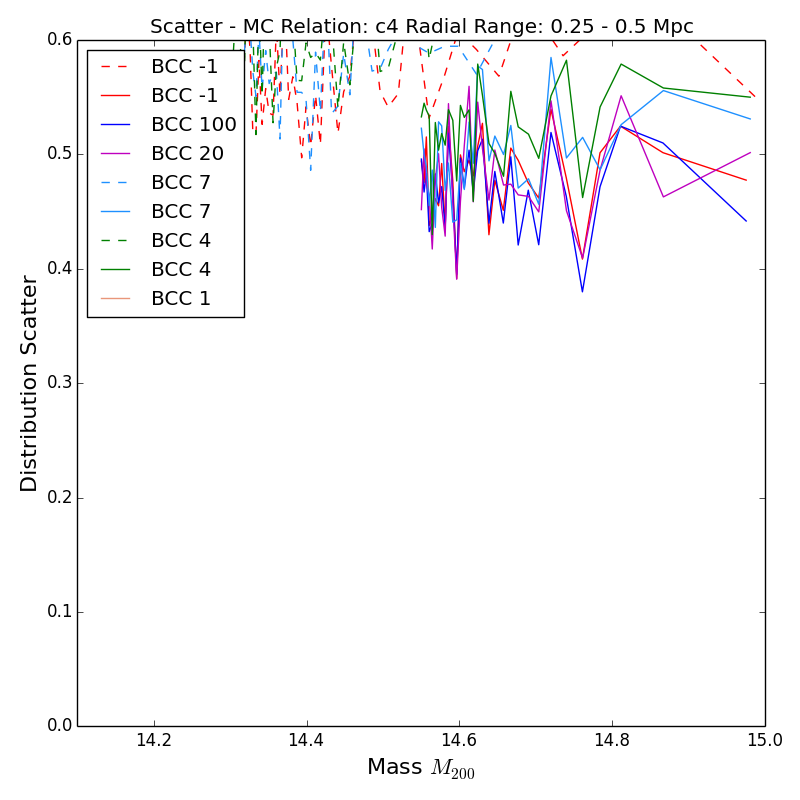 Scatter - MC Relation: c4 Radial Range: 0.25 - 0.5 Mpc
0.6
0.5
0.4
0.3
0.2
0.1
0.0
Distribution Scatter
BCC -1
BCC -1
BCC 100
BCC 20
BCC 7
BCC 7
BCC 4
BCC 4
BCC 1
14.2 14.4 14.6 14.8 15.0
Mass M_{200}